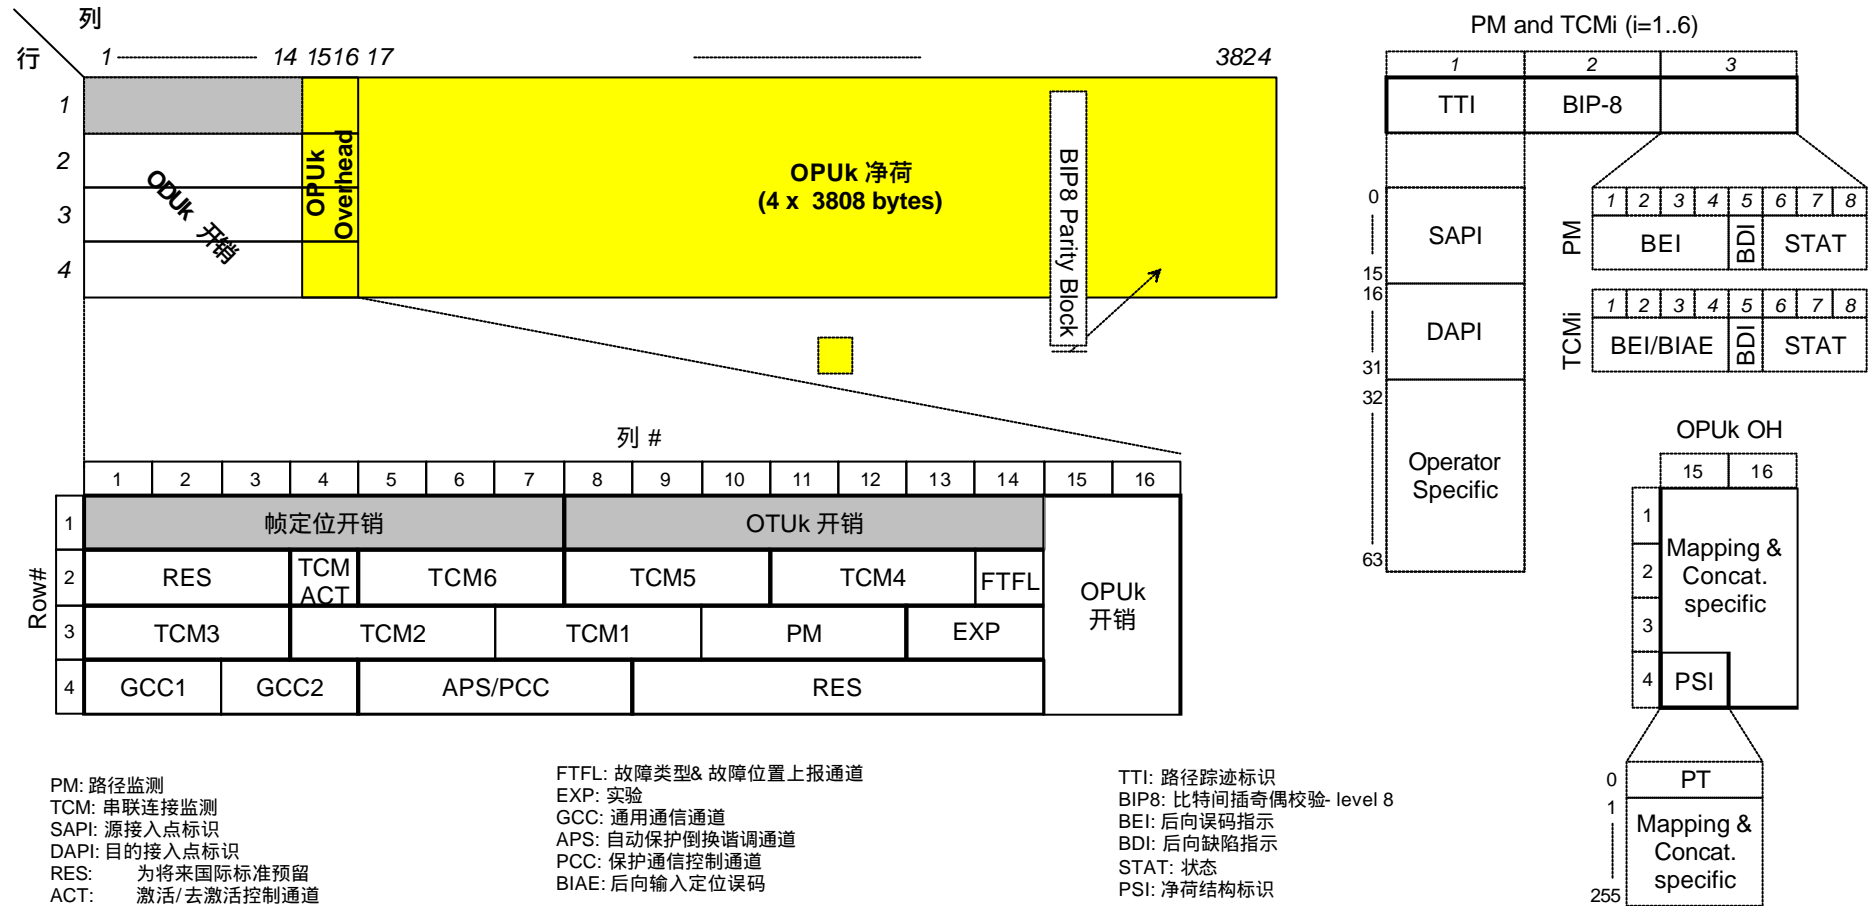 列
PM and TCMi (i=1..6)
行 1 14 1516 17 3824
1 2 3
1
TTI BIP-8
2
3
4
ODUk 开销
OPUk Overhead
OPUk 净荷
(4 x 3808 bytes)
BIP8 Parity Block
0
SAPI
15
16
DAPI
31
32
Operator
Specific
63
PM
1 2 3 4 5 6 7 8
BEI BDI STAT
TCMi
1 2 3 4 5 6 7 8
BEI/BIAE BDI STAT
列 #
1 2 3 4 5 6 7 8 9 10 11 12 13 14 15 16
Row#
1 帧定位开销 OTUk 开销
2 RES TCM ACT TCM6 TCM5 TCM4 FTFL
3 TCM3 TCM2 TCM1 PM EXP
4 GCC1 GCC2 APS/PCC RES
OPUk
开销
OPUk OH
15 16
1
2
3
4
Mapping &
Concat.
specific
PSI
0 PT
1
Mapping &
Concat.
specific
255
PM: 路径监测
TCM: 串联连接监测
SAPI: 源接入点标识
DAPI: 目的接入点标识
RES: 为将来国际标准预留
ACT: 激活/去激活控制通道
FTFL: 故障类型& 故障位置上报通道
EXP: 实验
GCC: 通用通信通道
APS: 自动保护倒换谐调通道
PCC: 保护通信控制通道
BIAE: 后向输入定位误码
TTI: 路径踪迹标识
BIP8: 比特间插奇偶校验- level 8
BEI: 后向误码指示
BDI: 后向缺陷指示
STAT: 状态
PSI: 净荷结构标识